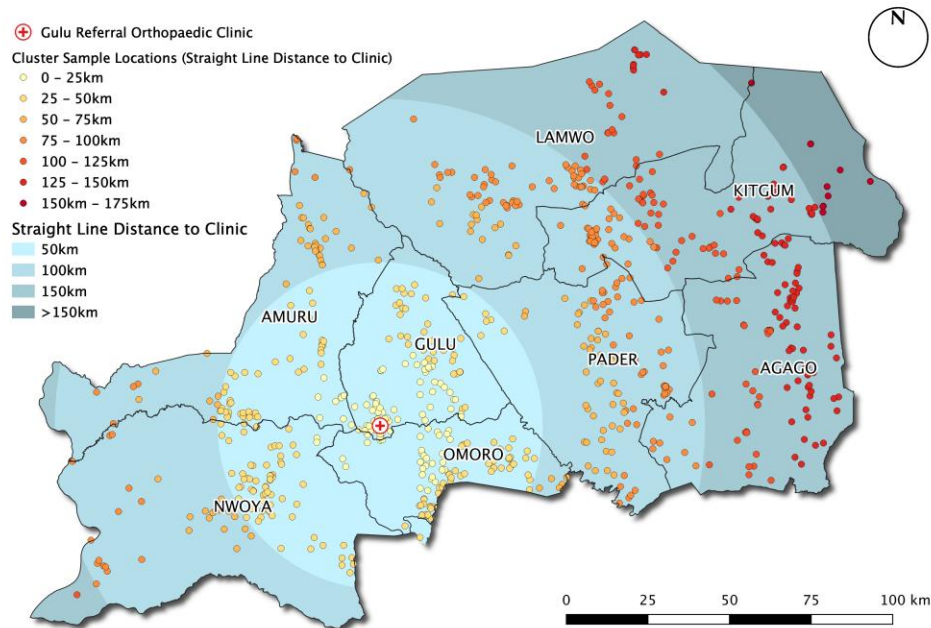 Gulu Referral Orthopaedic Clinic
Cluster Sample Locations (Straight Line Distance to Clinic)
0 – 25km
25 – 50km
50 – 75km
75 – 100km
100 – 125km
125 – 150km
150km – 175km
Straight Line Distance to Clinic
50km
100km
150km
>150km
N
LAMWO
KITGUM
AMURU
GULU
PADER
AGAGO
OMORO
NWOYA
0 25 50 75 100 km